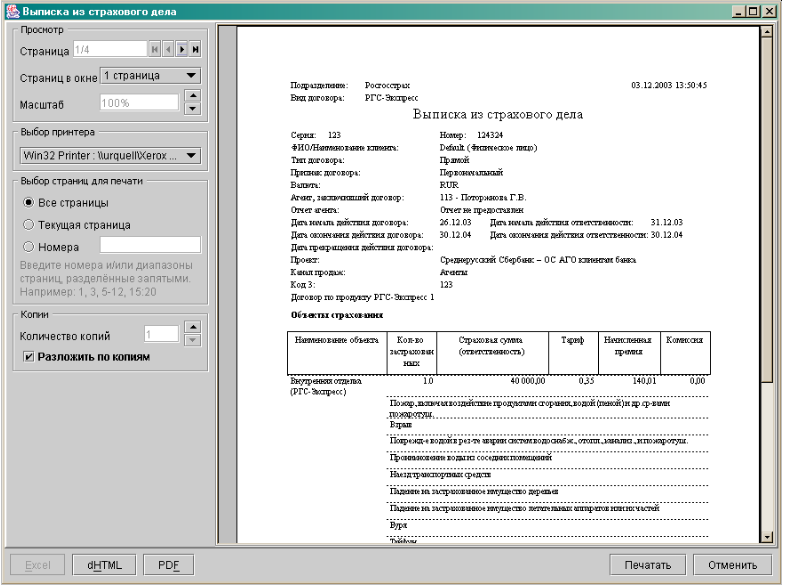 Выписка из страхового дела
Просмотр
Страница 1/4
Страниц в окне 1 страница
Масштаб 100%
Выбор принтера
Win32 Printer : \\urquell\Xerox ...
Выбор страниц для печати
Все страницы
Текущая страница
Номера
Введите номера и/или диапазоны
страниц, разделённые запятыми.
Например: 1, 3, 5-12, 15:20
Копии
Количество копий 1
Разложить по копиям
Подразделение: Росгосстрах 03.12.2003 13:50:45
Вид договора: РГС-Экспресс
Выписка из страхового дела
Серия: 123 Номер: 124324
ФИО/Наименование клиента: Default (Физическое лицо)
Тип договора: Прямой
Признак договора: Первоначальный
Валюта: RUR
Агент, заключивший договор: 113 - Поторжнова Г.В.
Отчет агента: Отчет не предоставлен
Дата начала действия договора: 26.12.03 Дата начала действия ответственности: 31.12.03
Дата окончания действия договора: 30.12.04 Дата окончания действия ответственности: 30.12.04
Дата прекращения действия договора:
Проект: Среднерусский Сбербанк – ОС АГО клиентам банка
Канал продаж: Агенты
Код 3: 123
Договор по продукту РГС-Экспресс 1
Объекты страхования
Наименование объекта Кол-во Страховая сумма Тариф Начисленная Комиссия
застрахован (ответственность) премия
ных
Внутренняя отделка 1.0 40 000,00 0,35 140,01 0,00
(РГС-Экспресс)
Пожар, включая воздействие продуктами сгорания, водой (пеной) и др.ср-вами
пожаротуш.
Взрыв
Поврежд-е водой в рез-те аварии систем водоснабж., отопл., канализ., и пожаротуш.
Проникновение воды из соседних помещений
Наезд транспортных средств
Падение на застрахованное имущество деревьев
Падение на застрахованное имущество летательных аппаратов или их частей
Буря
Тайфун
Excel dHTML PDF Печатать Отменить